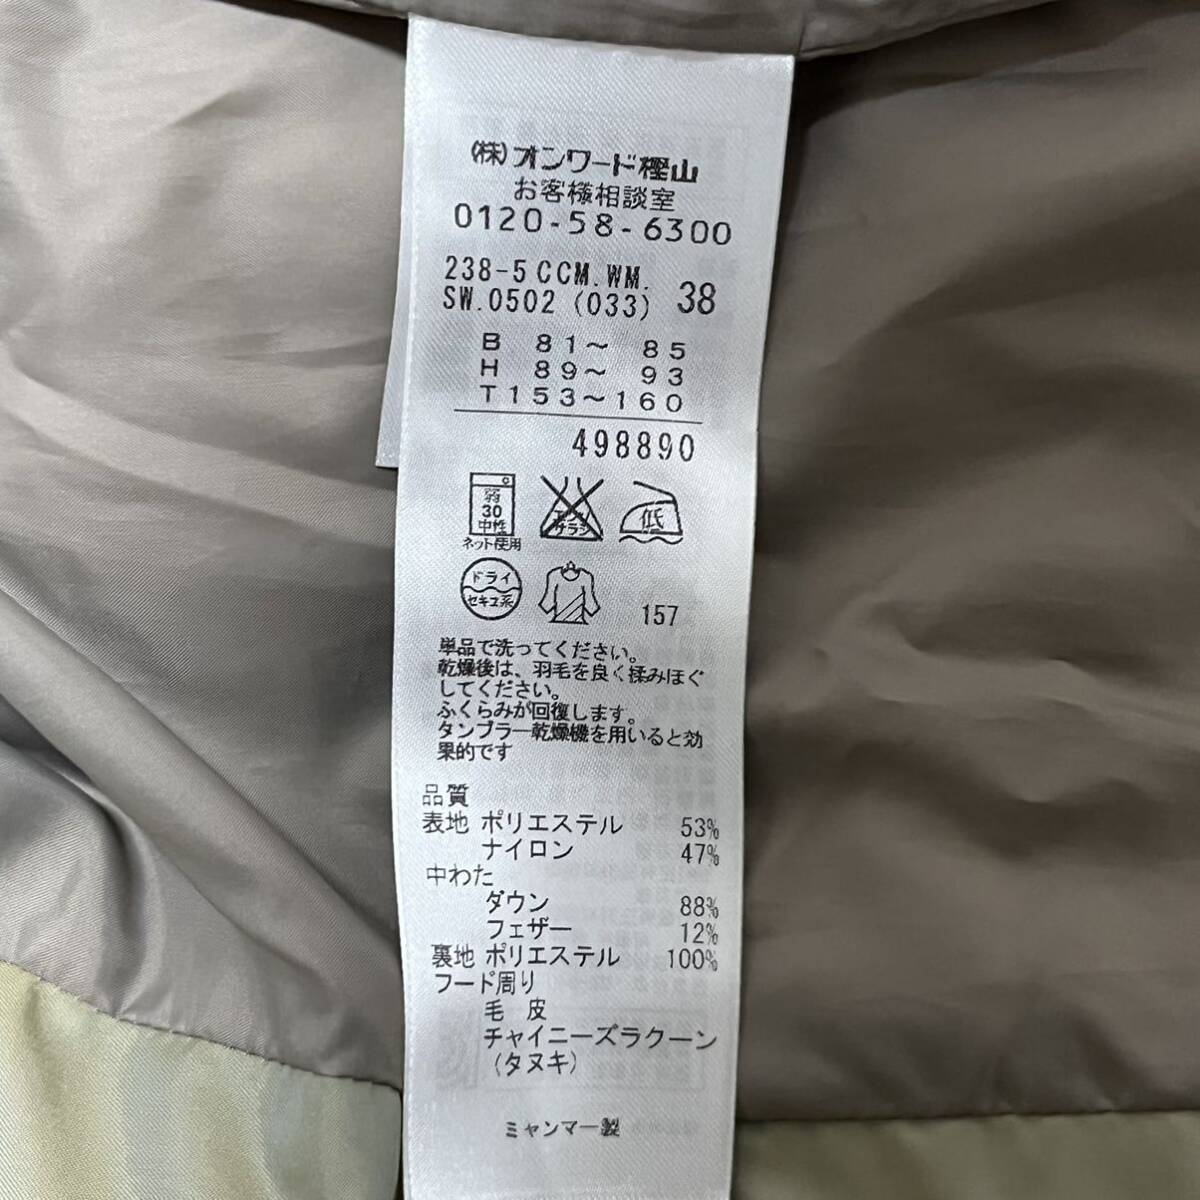 (株)オンワード樫山
お客様相談室
0120-58-6300
238-5 CCM.WM. 38
SW.0502 (033)
B 81～ 85
H 89～ 93
T153～160
498890
弱
30
中性
ネット使用
エンソ
サラシ
低
ドライ
セキユ系
157
単品で洗ってください。
乾燥後は、羽毛を良く揉みほぐ
してください。
ふくらみが回復します。
タンブラー乾燥機を用いると効
果的です
品質
表地 ポリエステル 53%
ナイロン 47%
中わた
ダウン 88%
フェザー 12%
裏地 ポリエステル 100%
フード周り
毛 皮
チャイニーズラクーン
(タヌキ)
ミャンマー製